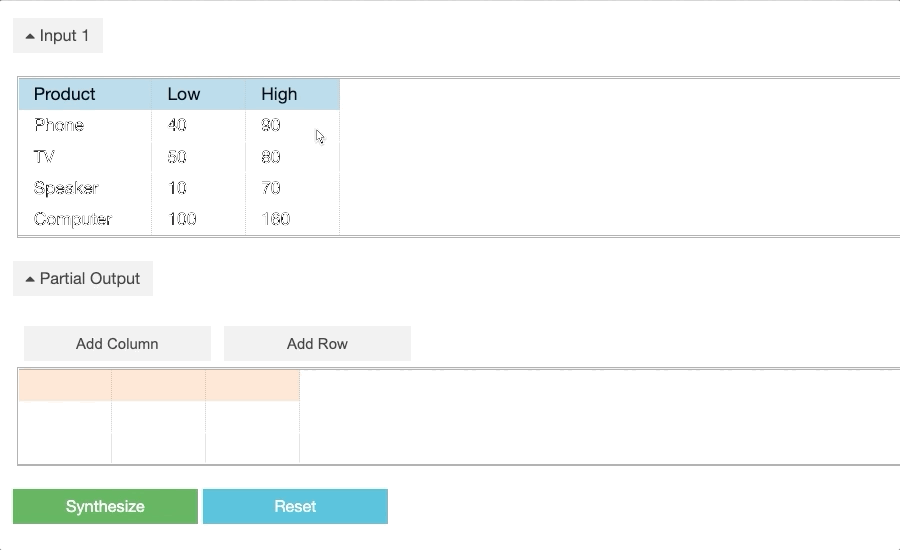 Input 1
Product Low High
Phone 40 90
TV 50 80
Speaker 10 70
Computer 100 160
Partial Output
Add Column Add Row
Synthesize Reset